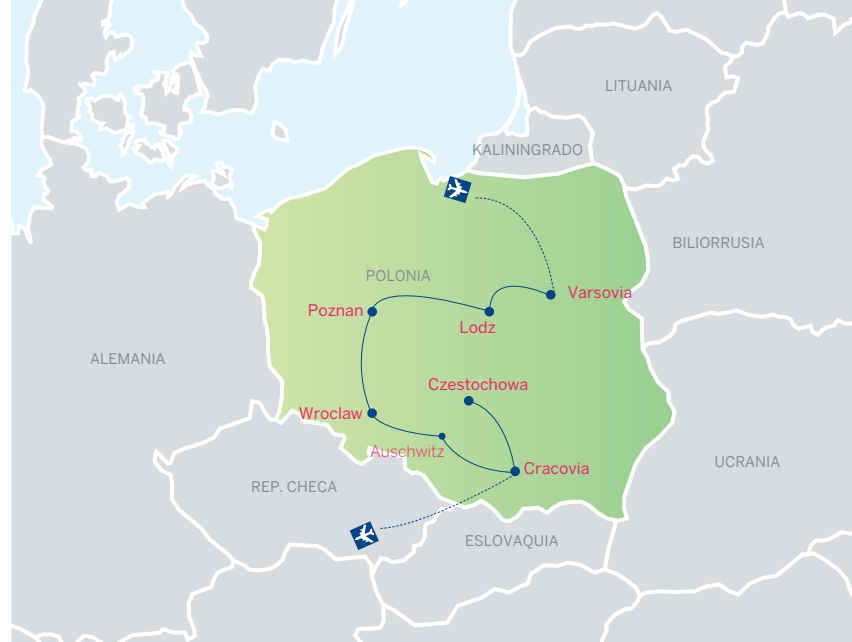 LITUANIA
KALININGRADO
BILIORRUSIA
POLONIA
Varsovia
Poznan
Lodz
ALEMANIA
Czestochowa
Wroclaw
Auschwitz
UCRANIA
Cracovia
REP. CHECA
ESLOVAQUIA